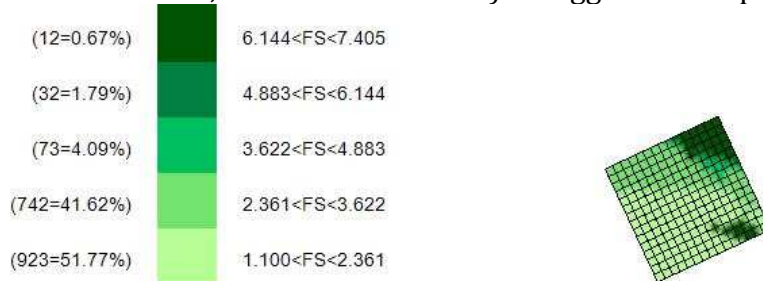 (12=0.67%) 6.144<FS<7.405
(32=1.79%) 4.883<FS<6.144
(73=4.09%) 3.622<FS<4.883
(742=41.62%) 2.361<FS<3.622
(923=51.77%) 1.100<FS<2.361